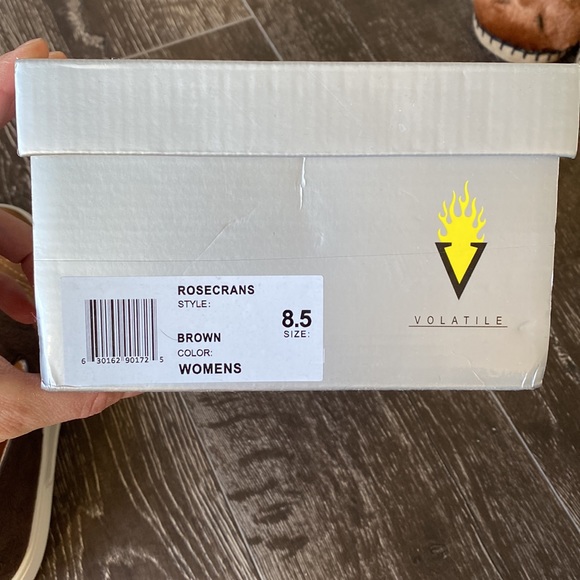 ROSECRANS
STYLE:
8.5
SIZE:
BROWN
COLOR:
WOMENS
6 30162 90172 5
VOLATILE